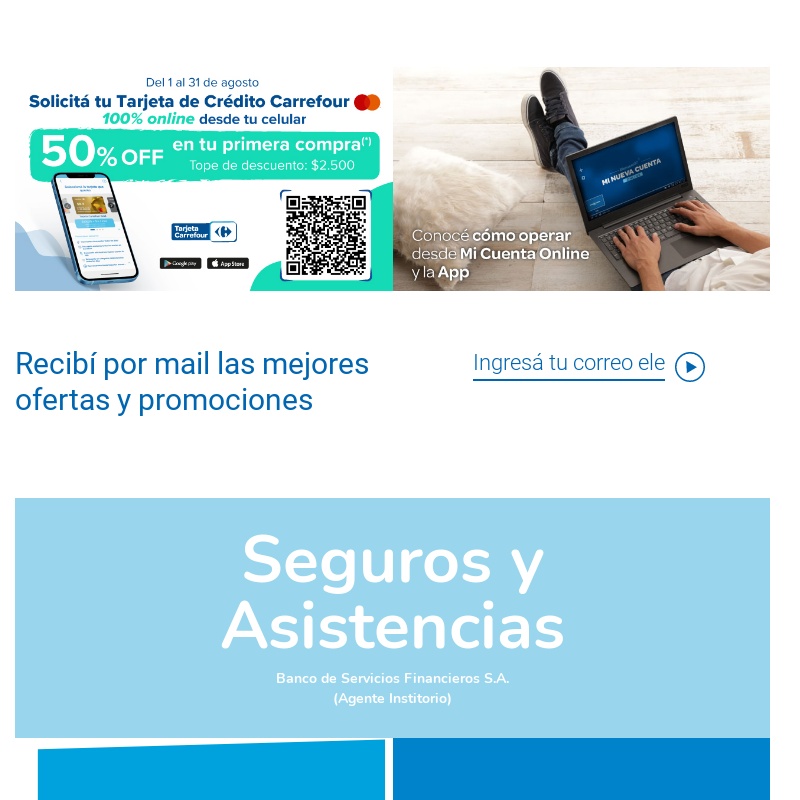 Del 1 al 31 de agosto
Solicitá tu Tarjeta de Crédito Carrefour
100% online desde tu celular
50% OFF en tu primera compra(*)
Tope de descuento: $2.500
Tarjeta
Carrefour
Google play
App Store
MI NUEVA CUENTA
Conocé cómo operar
desde Mi Cuenta Online
y la App
Recibí por mail las mejores
ofertas y promociones
Ingresá tu correo ele
Seguros y
Asistencias
Banco de Servicios Financieros S.A.
(Agente Institorio)